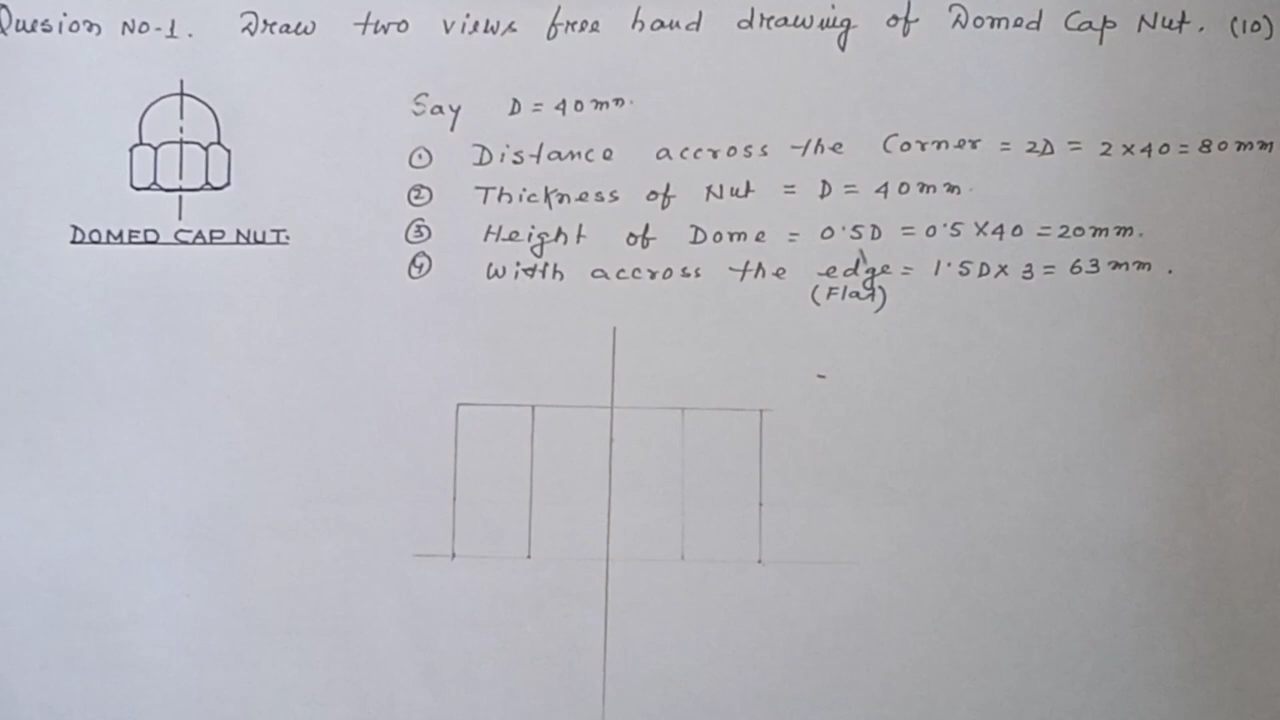 Quesion No-1. Draw two views free hand drawing of Domed Cap Nut. (10)
DOMED CAP NUT.
Say D = 40mm.
① Distance accross the Corner = 2D = 2×40 = 80mm
② Thickness of Nut = D = 40mm.
③ Height of Dome = 0.5D = 0.5×40 = 20mm.
④ Width accross the edge = 1.5D×3 = 63mm.
(Flat)